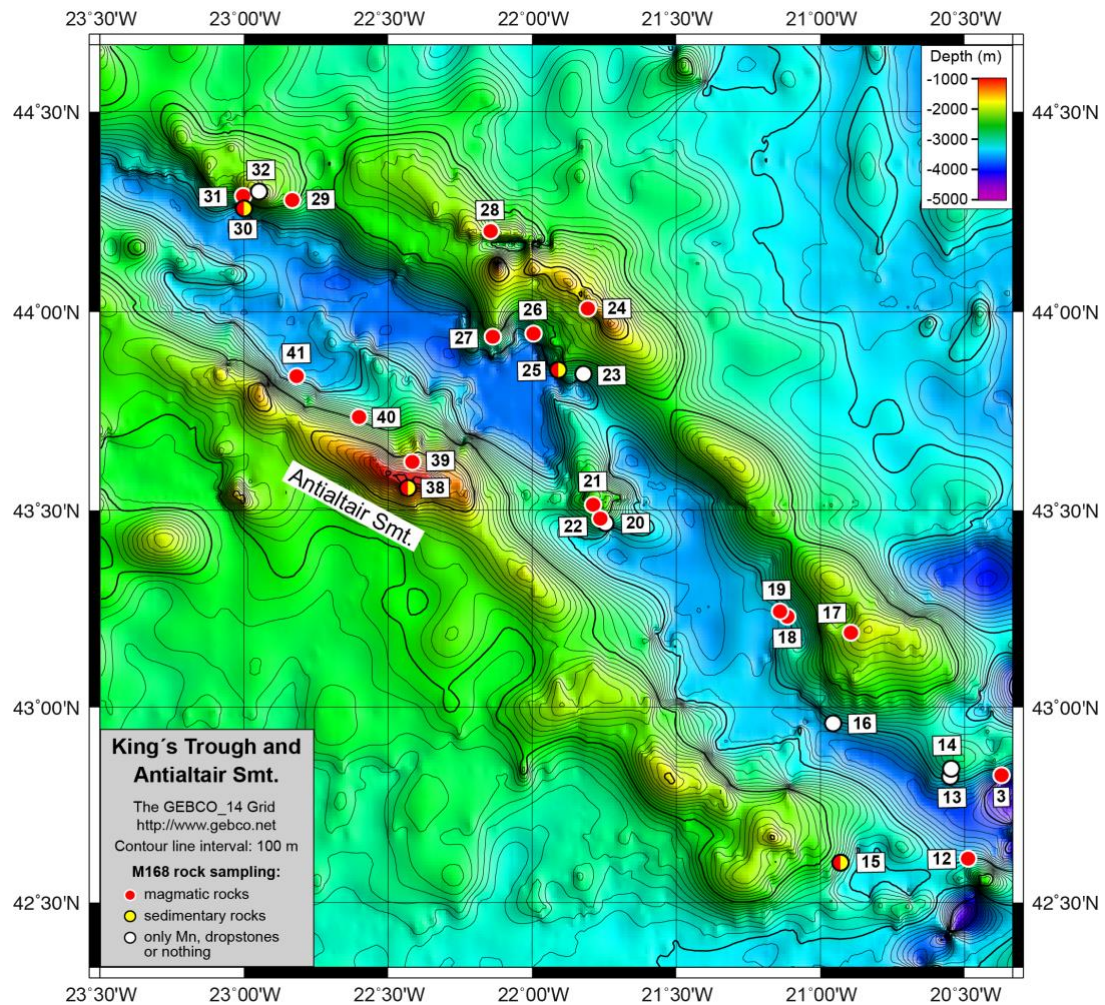 23°30'W 23°00'W 22°30'W 22°00'W 21°30'W 21°00'W 20°30'W
Depth (m)
-1000
-2000
-3000
-4000
-5000
44°30'N 44°30'N
32
31 29
30
28
44°00'N 44°00'N
26 24
27
25 23
41
40
39
38
Antialtair Smt.
43°30'N 43°30'N
21
22 20
19 17
18
43°00'N 43°00'N
16
14
13 3
15 12
42°30'N 42°30'N
King´s Trough and
Antialtair Smt.
The GEBCO_14 Grid
http://www.gebco.net
Contour line interval: 100 m
M168 rock sampling:
magmatic rocks
sedimentary rocks
only Mn, dropstones
or nothing
23°30'W 23°00'W 22°30'W 22°00'W 21°30'W 21°00'W 20°30'W